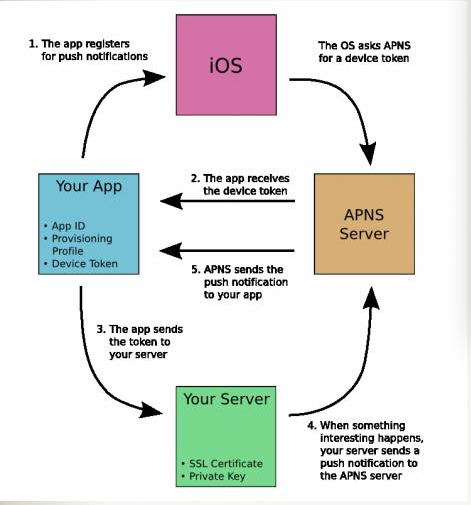 1. The app registers
for push notifications
iOS
The OS asks APNS
for a device token
Your App
• App ID
• Provisioning
Profile
• Device Token
2. The app receives
the device token
APNS
Server
5. APNS sends the
push notification
to your app
3. The app sends
the token to
your server
Your Server
• SSL Certificate
• Private Key
4. When something
interesting happens,
your server sends a
push notification to
the APNS server